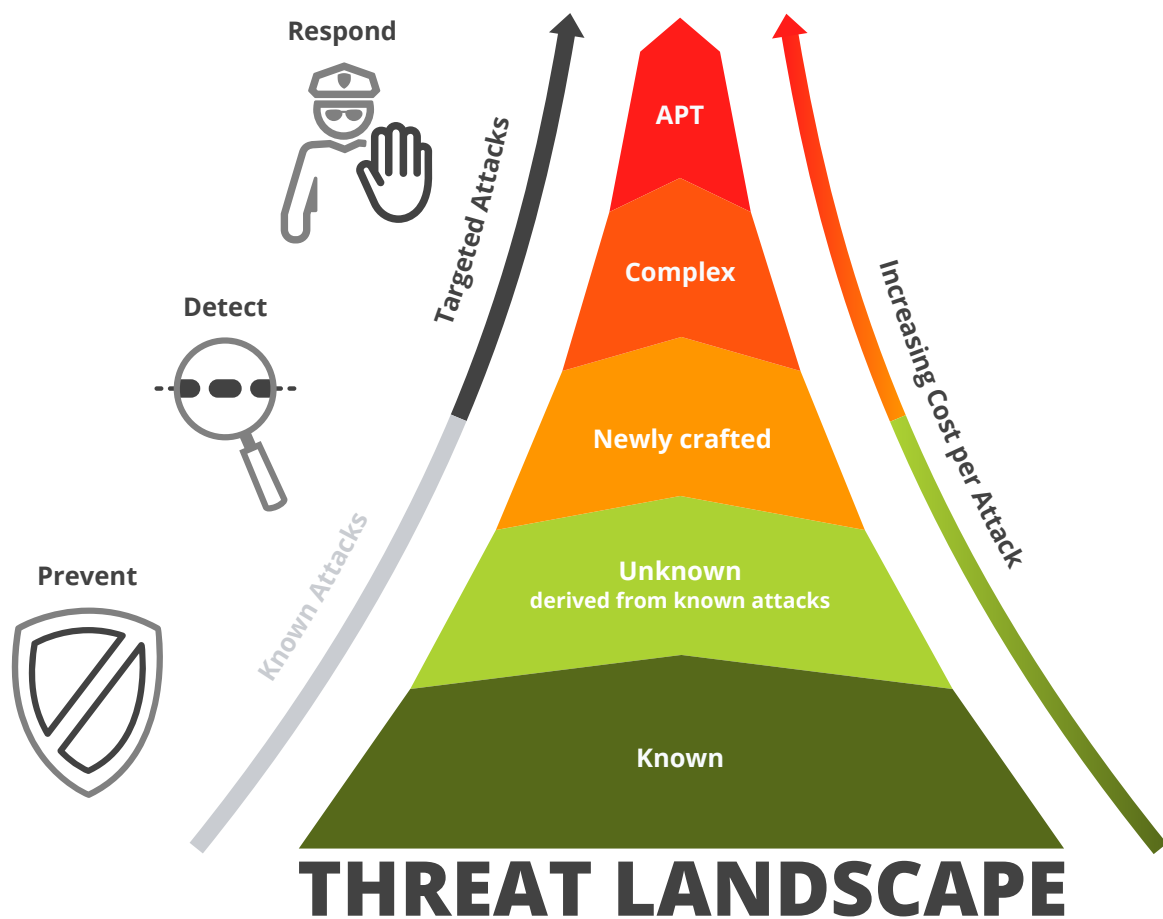 Respond
APT
Targeted Attacks
Complex
Increasing Cost per Attack
Detect
Newly crafted
Known Attacks
Unknown
derived from known attacks
Prevent
Known
THREAT LANDSCAPE